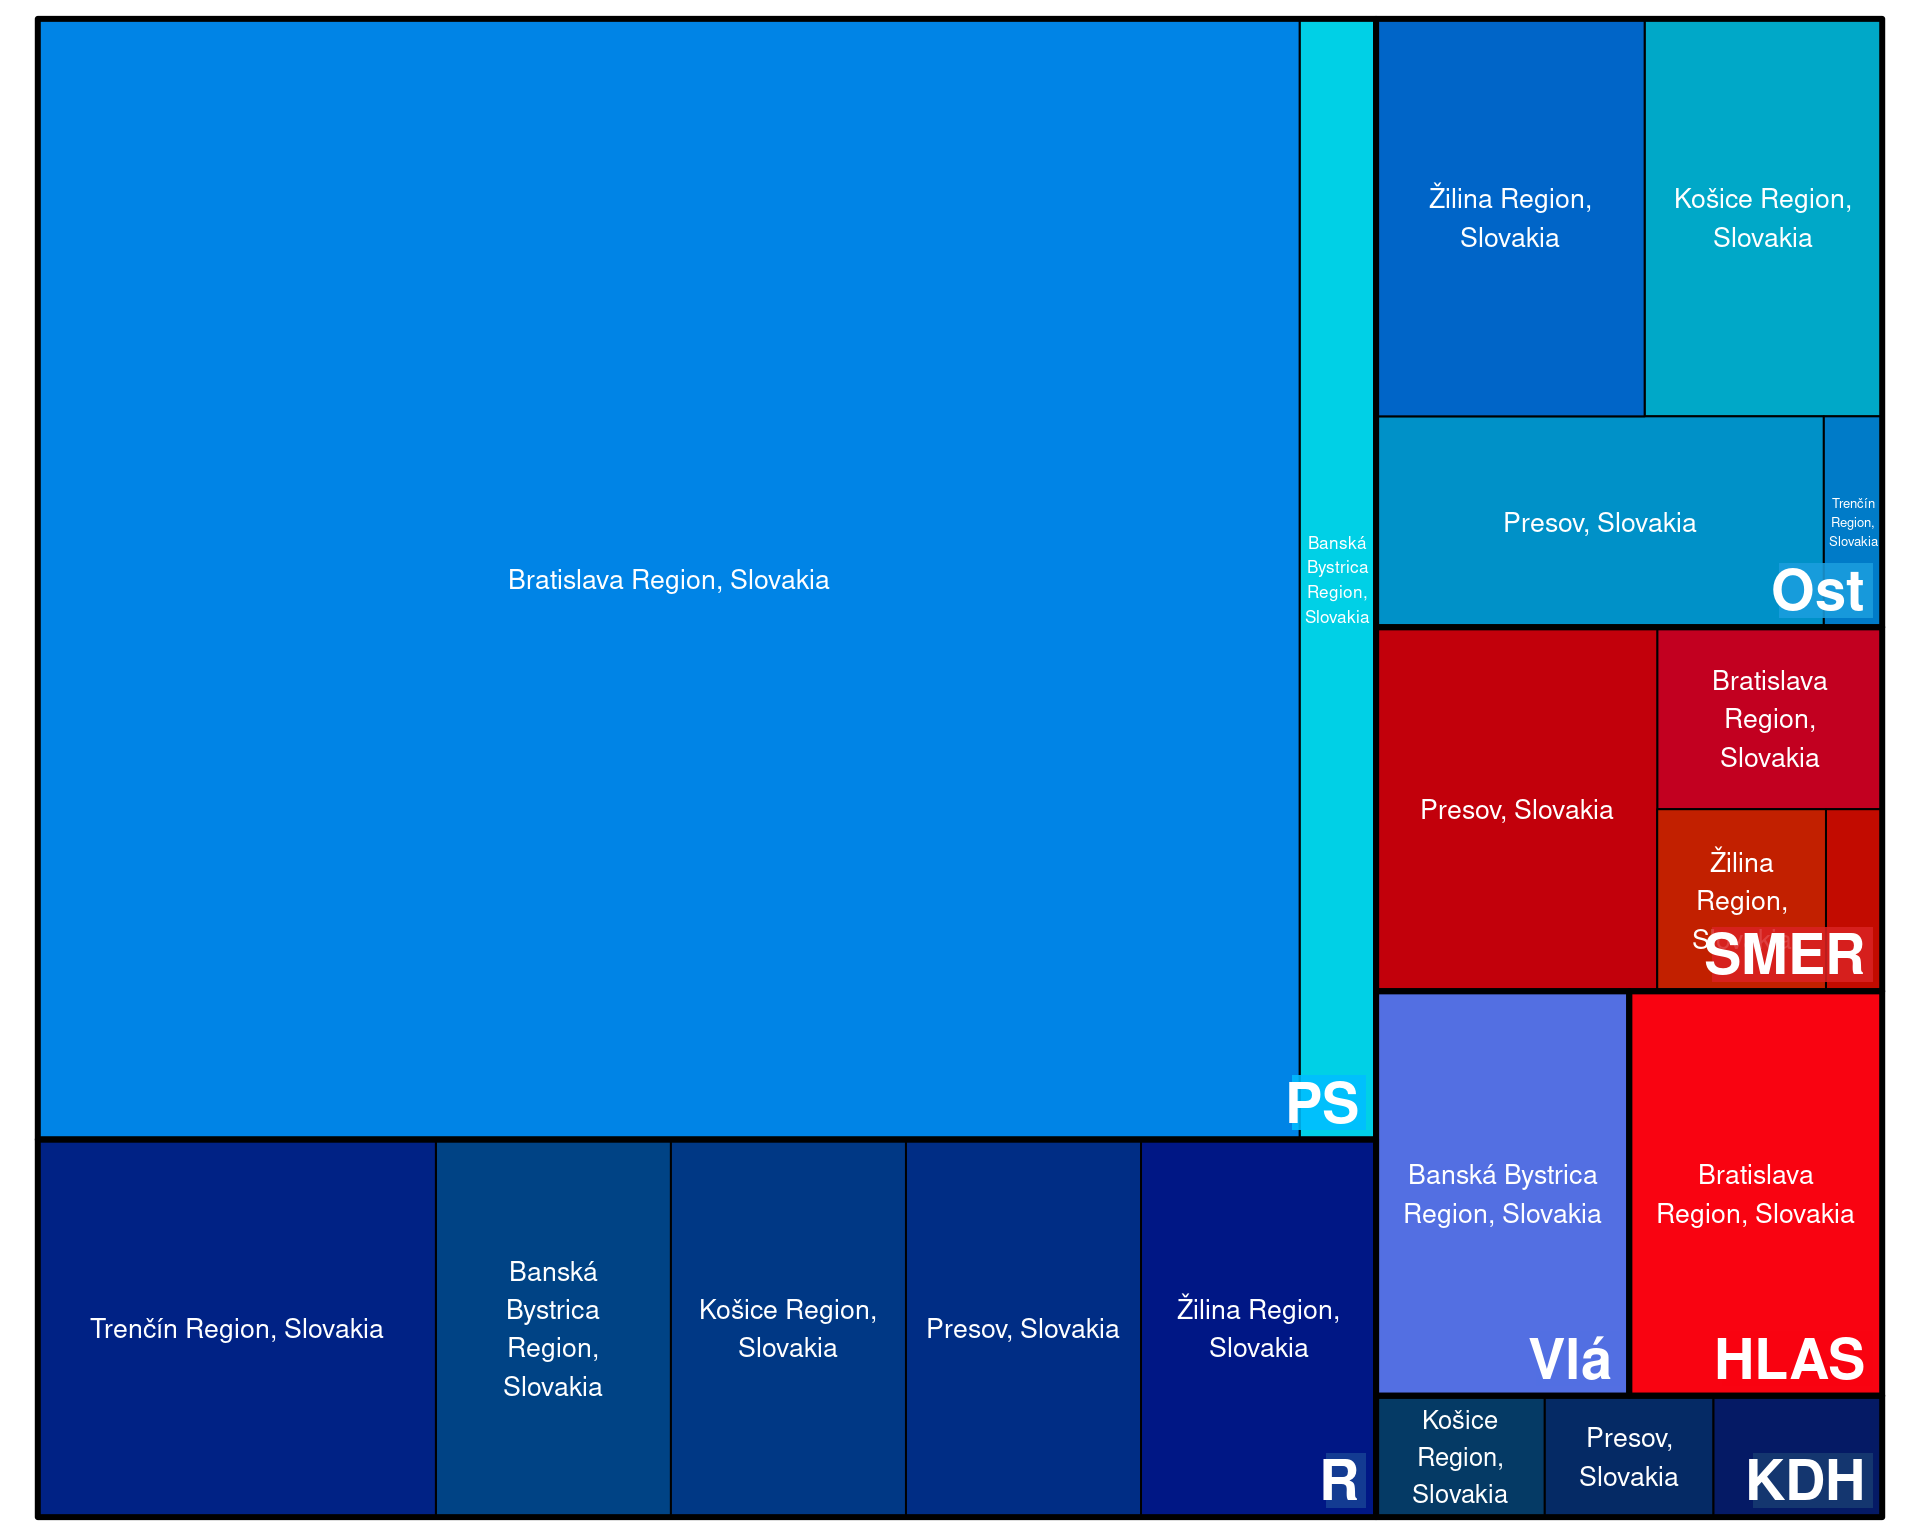 Bratislava Region, Slovakia
Banská
Bystrica
Region,
Slovakia
PS
Žilina Region,
Slovakia
Košice Region,
Slovakia
Presov, Slovakia
Trenčín
Region,
Slovakia
Ost
Presov, Slovakia
Bratislava
Region,
Slovakia
Žilina
Region,
SMER
Trenčín Region, Slovakia
Banská
Bystrica
Region,
Slovakia
Košice Region,
Slovakia
Presov, Slovakia
Žilina Region,
Slovakia
R
Banská Bystrica
Region, Slovakia
Vlá
Bratislava
Region, Slovakia
HLAS
Košice
Region,
Slovakia
Presov,
Slovakia
KDH